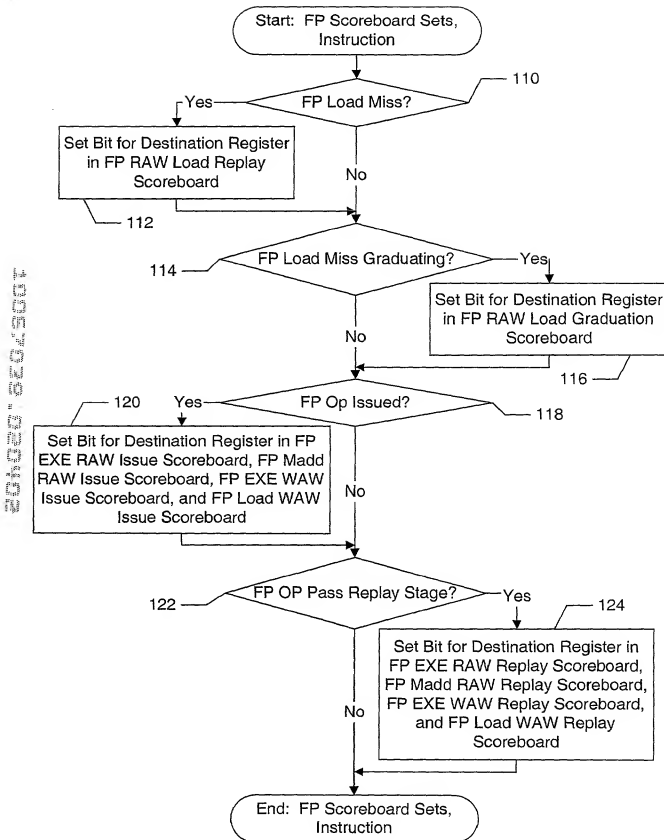 Start: FP Scoreboard Sets,
Instruction
110
FP Load Miss?
Yes
Set Bit for Destination Register
in FP RAW Load Replay
Scoreboard
No
112
114
FP Load Miss Graduating?
Yes
Set Bit for Destination Register
in FP RAW Load Graduation
Scoreboard
No
116
120
Yes
FP Op Issued?
118
Set Bit for Destination Register in FP
EXE RAW Issue Scoreboard, FP Madd
RAW Issue Scoreboard, FP EXE WAW
Issue Scoreboard, and FP Load WAW
Issue Scoreboard
No
122
FP OP Pass Replay Stage?
Yes
124
Set Bit for Destination Register in
FP EXE RAW Replay Scoreboard,
FP Madd RAW Replay Scoreboard,
FP EXE WAW Replay Scoreboard,
and FP Load WAW Replay
Scoreboard
No
End: FP Scoreboard Sets,
Instruction